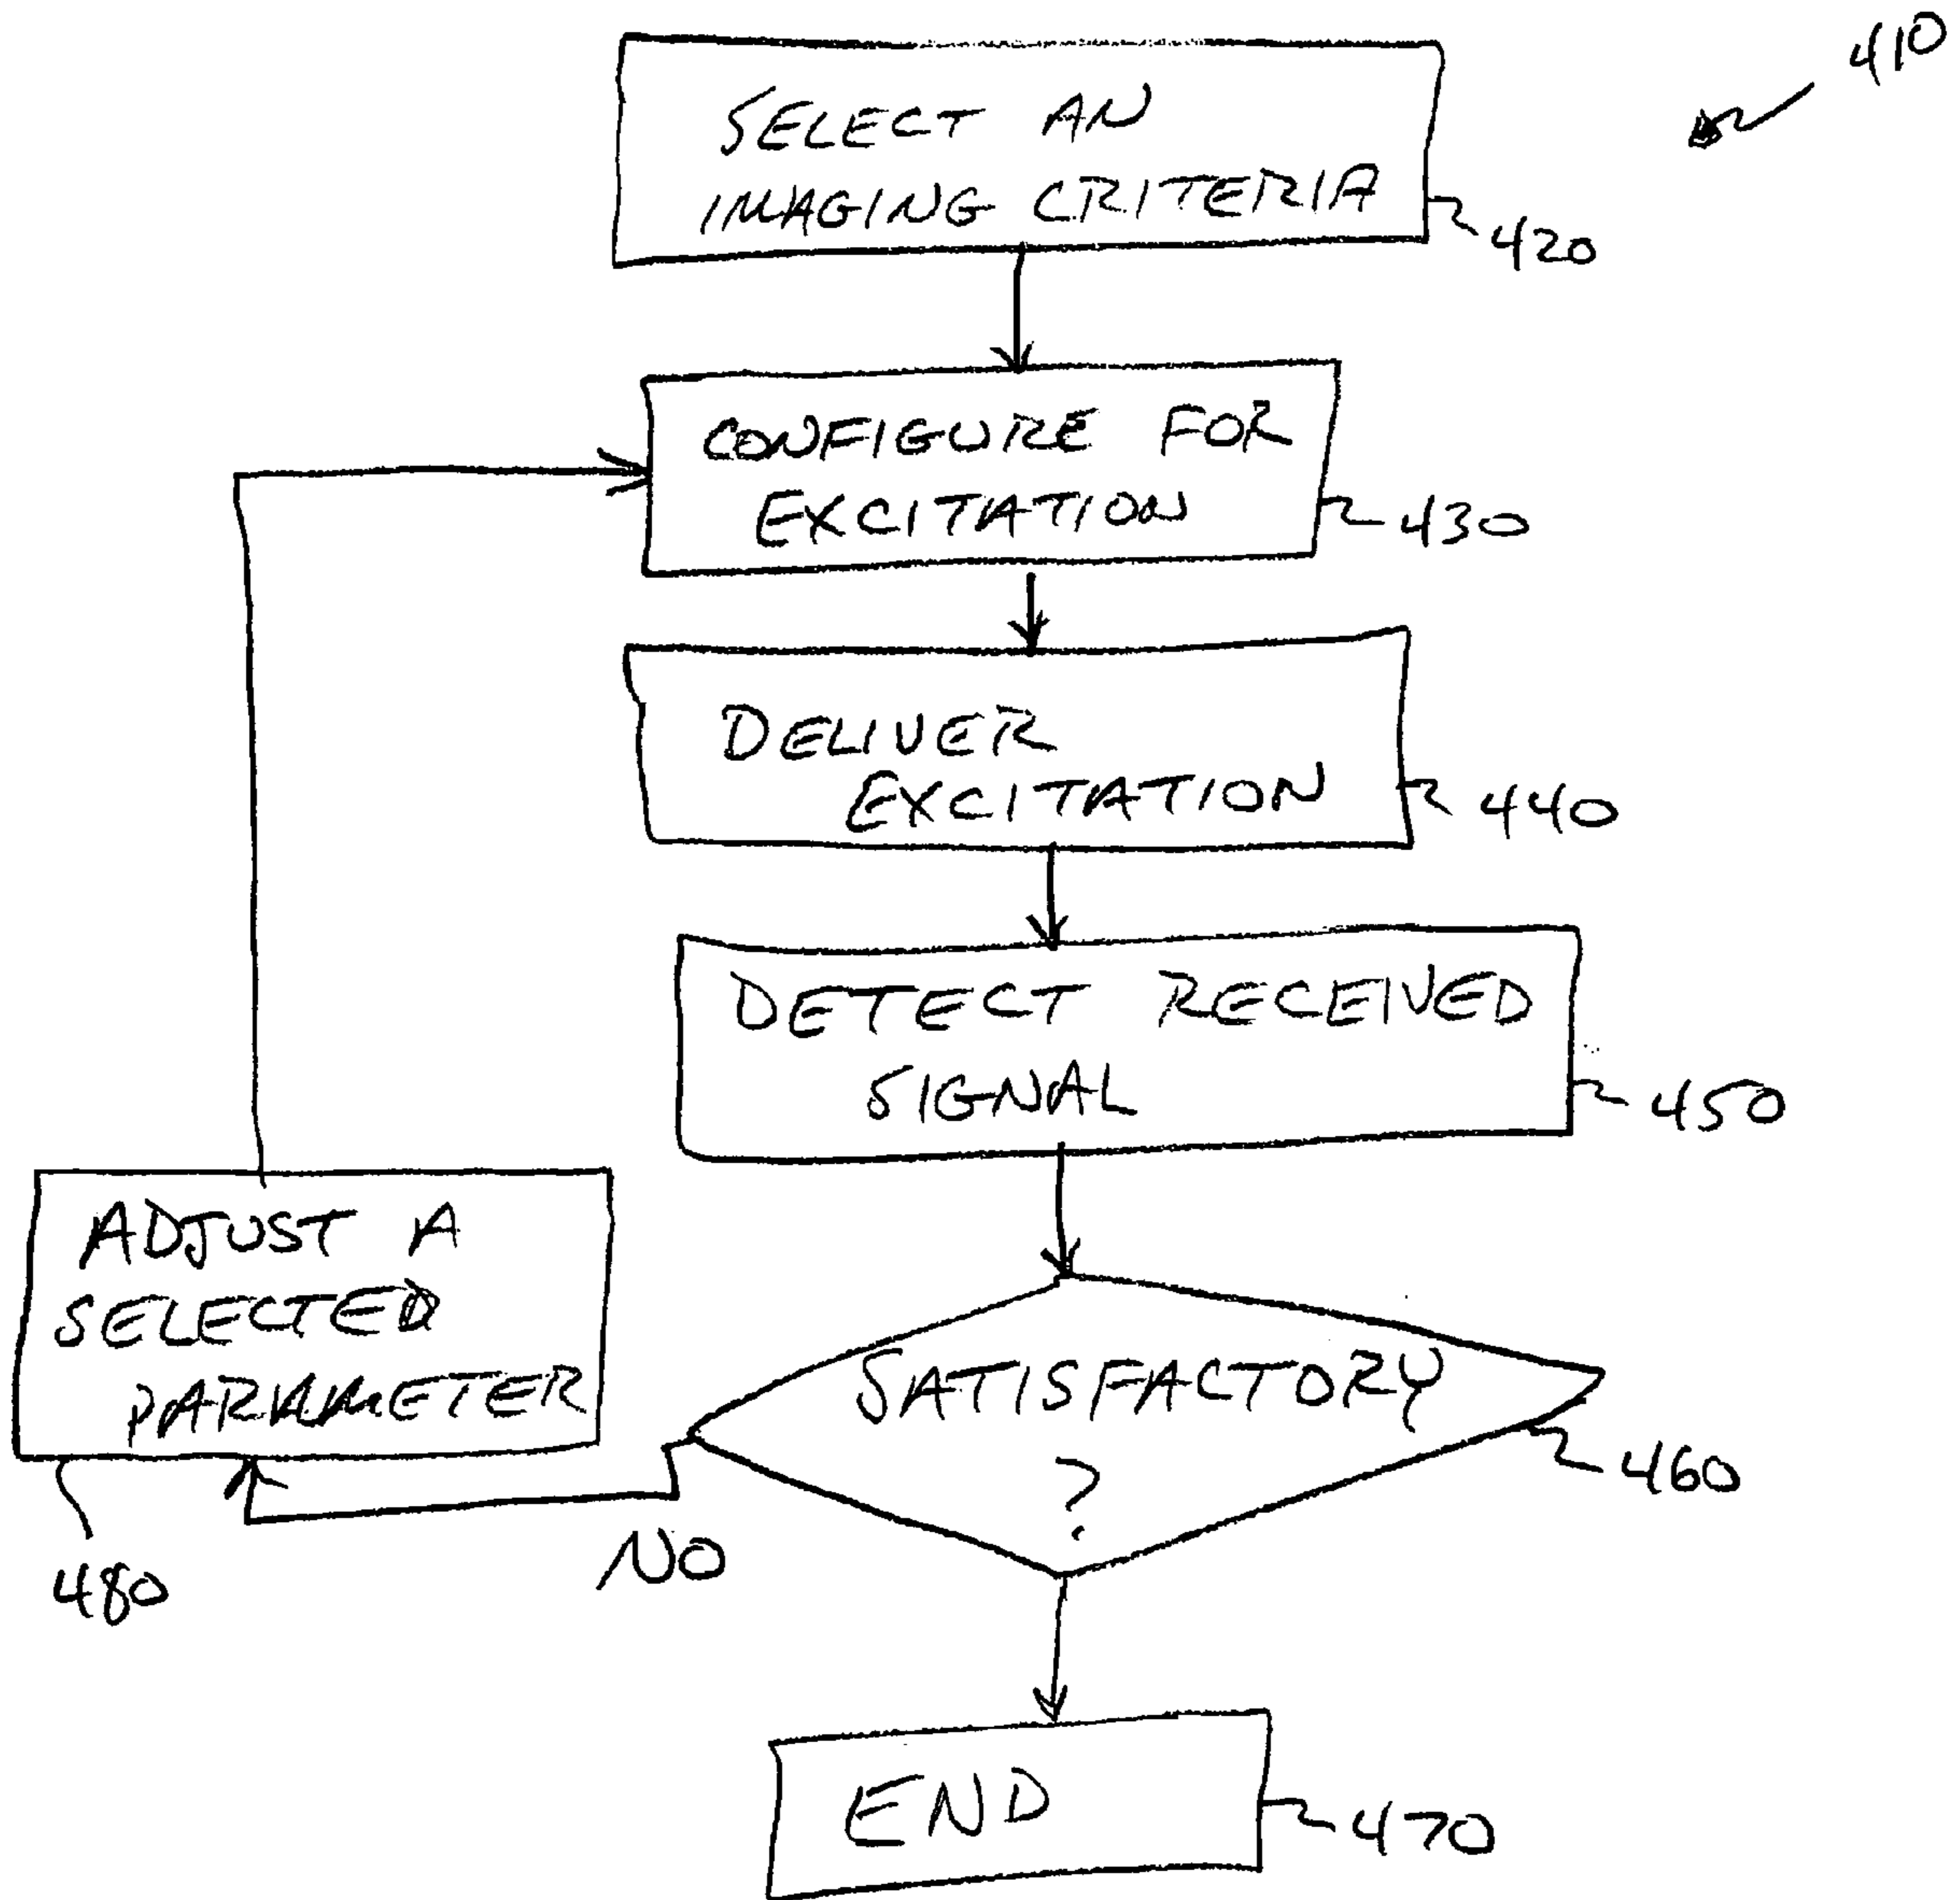 410
SELECT AN
IMAGING CRITERIA
420
CONFIGURE FOR
EXCITATION
430
DELIVER
EXCITATION
440
DETECT RECEIVED
SIGNAL
450
ADJUST A
SELECTED
PARAMETER
480
SATISFACTORY
?
460
NO
END
470